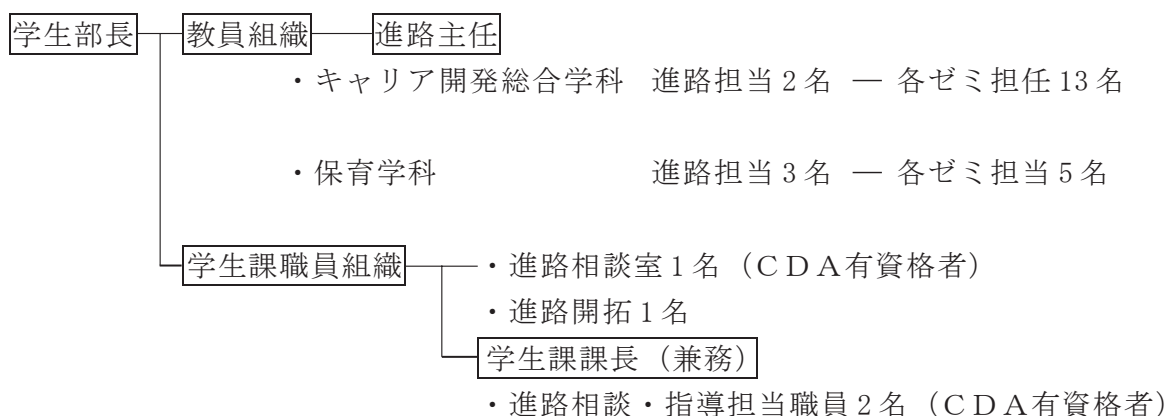 学生部長 教員組織 進路主任
・キャリア開発総合学科 進路担当2名 ― 各ゼミ担任13名
・保育学科 進路担当3名 ― 各ゼミ担当5名
学生課職員組織 ・進路相談室1名（ＣＤＡ有資格者）
・進路開拓1名
学生課課長（兼務）
・進路相談・指導担当職員2名（ＣＤＡ有資格者）